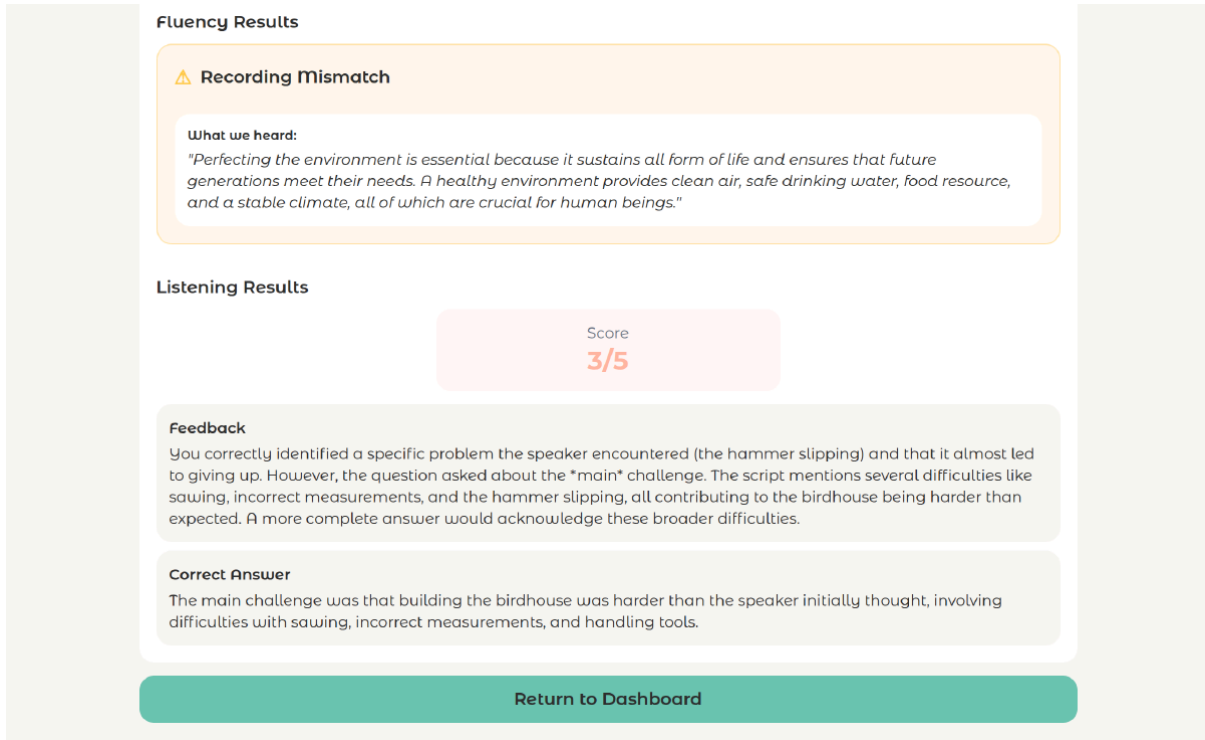 Fluency Results
⚠ Recording Mismatch
What we heard:
"Perfecting the environment is essential because it sustains all form of life and ensures that future
generations meet their needs. A healthy environment provides clean air, safe drinking water, food resource,
and a stable climate, all of which are crucial for human beings."
Listening Results
Score
3/5
Feedback
You correctly identified a specific problem the speaker encountered (the hammer slipping) and that it almost led
to giving up. However, the question asked about the *main* challenge. The script mentions several difficulties like
sawing, incorrect measurements, and the hammer slipping, all contributing to the birdhouse being harder than
expected. A more complete answer would acknowledge these broader difficulties.
Correct Answer
The main challenge was that building the birdhouse was harder than the speaker initially thought, involving
difficulties with sawing, incorrect measurements, and handling tools.
Return to Dashboard